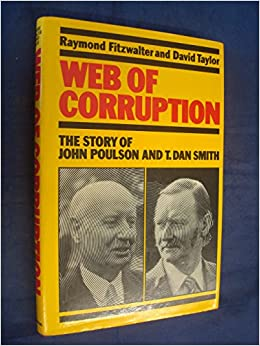 Raymond Fitzwalter and David Taylor
WEB OF
CORRUPTION
THE STORY OF
JOHN POULSON AND T. DAN SMITH
WEB OF CORRUPTION